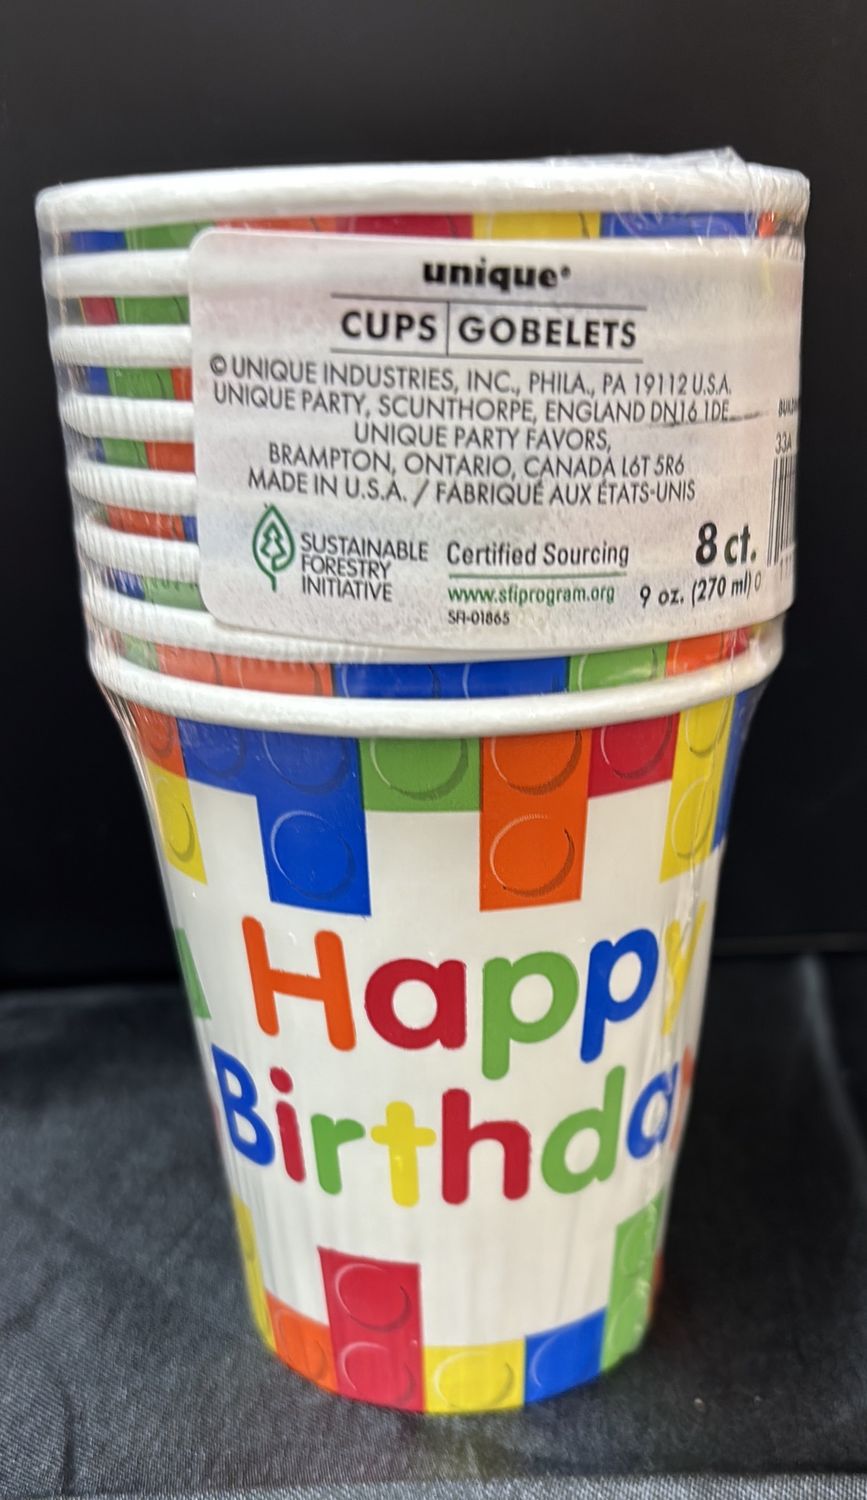 unique®
CUPS | GOBELETS
© UNIQUE INDUSTRIES, INC., PHILA., PA 19112 U.S.A.
UNIQUE PARTY, SCUNTHORPE, ENGLAND DN16 1DE
UNIQUE PARTY FAVORS,
BRAMPTON, ONTARIO, CANADA L6T 5R6
MADE IN U.S.A. / FABRIQUÉ AUX ÉTATS-UNIS
SUSTAINABLE
FORESTRY
INITIATIVE
Certified Sourcing
www.sfiprogram.org
SFI-01865
8 ct.
9 oz. (270 ml)
33A
Happy
Birthday